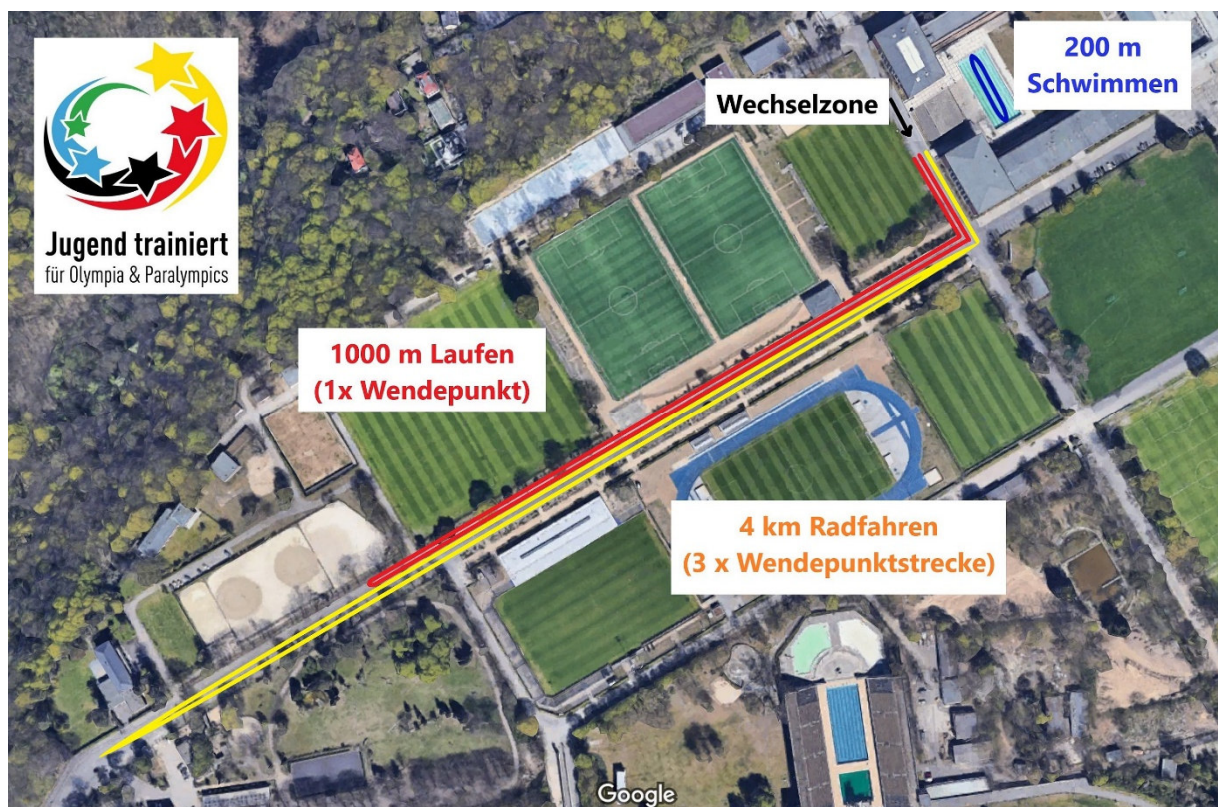 Jugend trainiert
für Olympia & Paralympics
Wechselzone
200 m
Schwimmen
1000 m Laufen
(1x Wendepunkt)
4 km Radfahren
(3 x Wendepunktstrecke)
Google